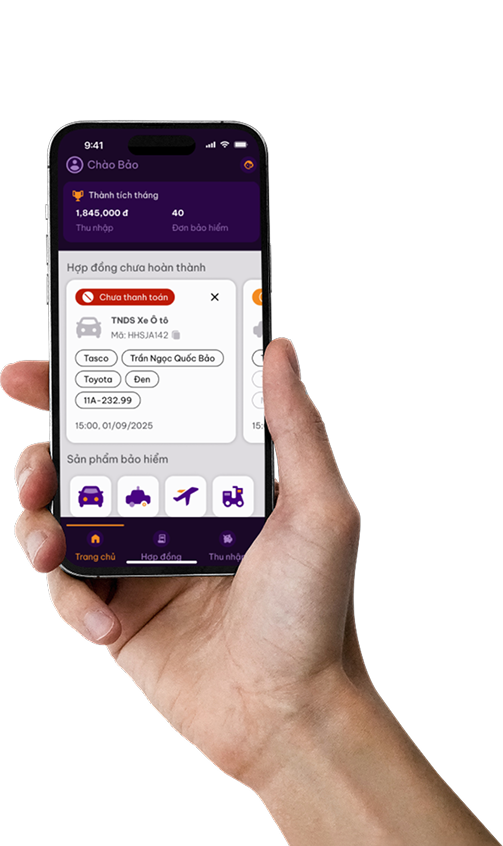 9:41
Chào Bảo
Thành tích tháng
1,845,000 đ 40
Thu nhập Đơn bảo hiểm
Hợp đồng chưa hoàn thành
Chưa thanh toán
TNDS Xe Ô tô
Mã: HHSJA142
Tasco Trần Ngọc Quốc Bảo
Toyota Đen
11A-232.99
15:00, 01/09/2025 15:
Sản phẩm bảo hiểm
Trang chủ Hợp đồng Thu nhập